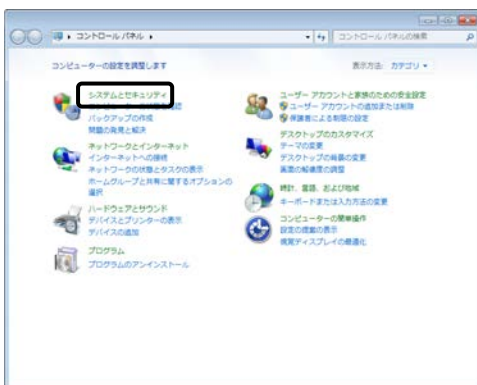 コントロール パネル
コントロール パネルの検索
コンピューターの設定を調整します
表示方法: カテゴリ
システムとセキュリティ
バックアップの作成
問題の発見と解決
ネットワークとインターネット
インターネットへの接続
ネットワークの状態とタスクの表示
ホームグループと共有に関するオプションの
選択
ハードウェアとサウンド
デバイスとプリンターの表示
デバイスの追加
プログラム
プログラムのアンインストール
ユーザー アカウントと家族のための安全設定
ユーザー アカウントの追加または削除
保護者による制限の設定
デスクトップのカスタマイズ
テーマの変更
デスクトップの背景の変更
画面の解像度の調整
時計、言語、および地域
キーボードまたは入力方法の変更
コンピューターの簡単操作
設定の提案の表示
視覚ディスプレイの最適化